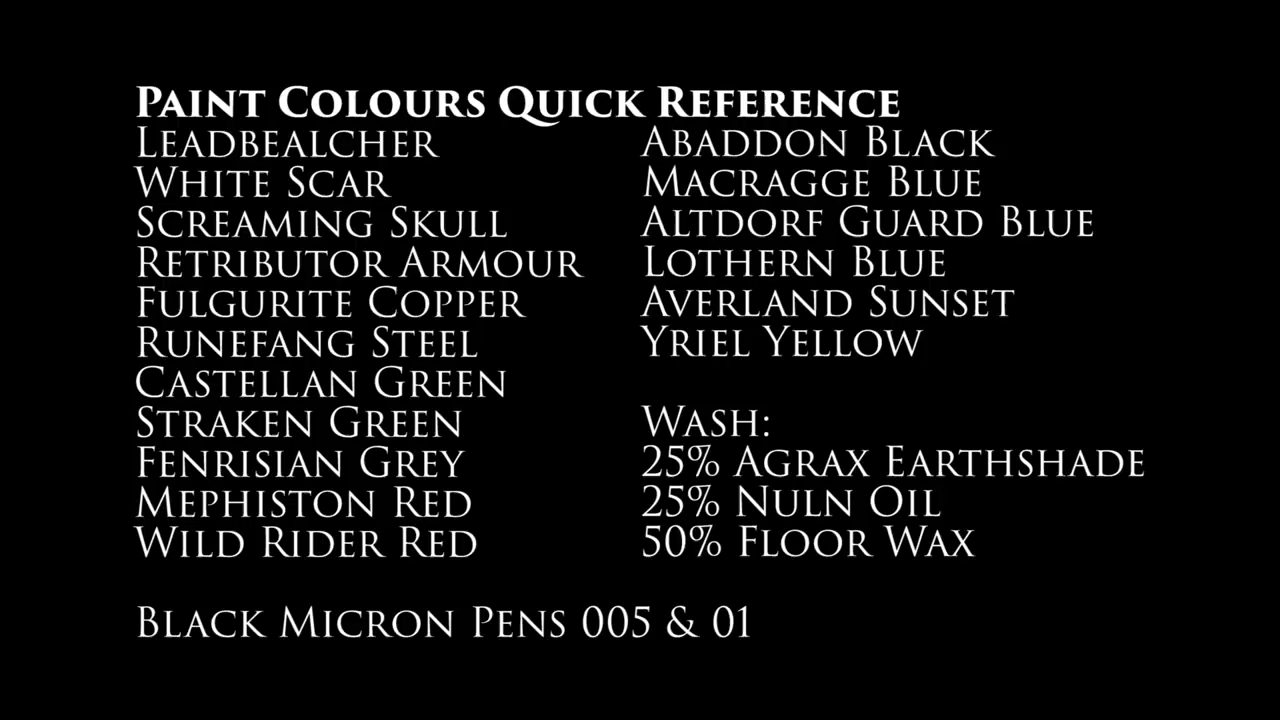 Paint Colours Quick Reference
Leadbealcher
White Scar
Screaming Skull
Retributor Armour
Fulgurite Copper
Runefang Steel
Castellan Green
Straken Green
Fenrisian Grey
Mephiston Red
Wild Rider Red
Black Micron Pens 005 & 01
Abaddon Black
Macragge Blue
Altdorf Guard Blue
Lothern Blue
Averland Sunset
Yriel Yellow
Wash:
25% Agrax Earthshade
25% Nuln Oil
50% Floor Wax